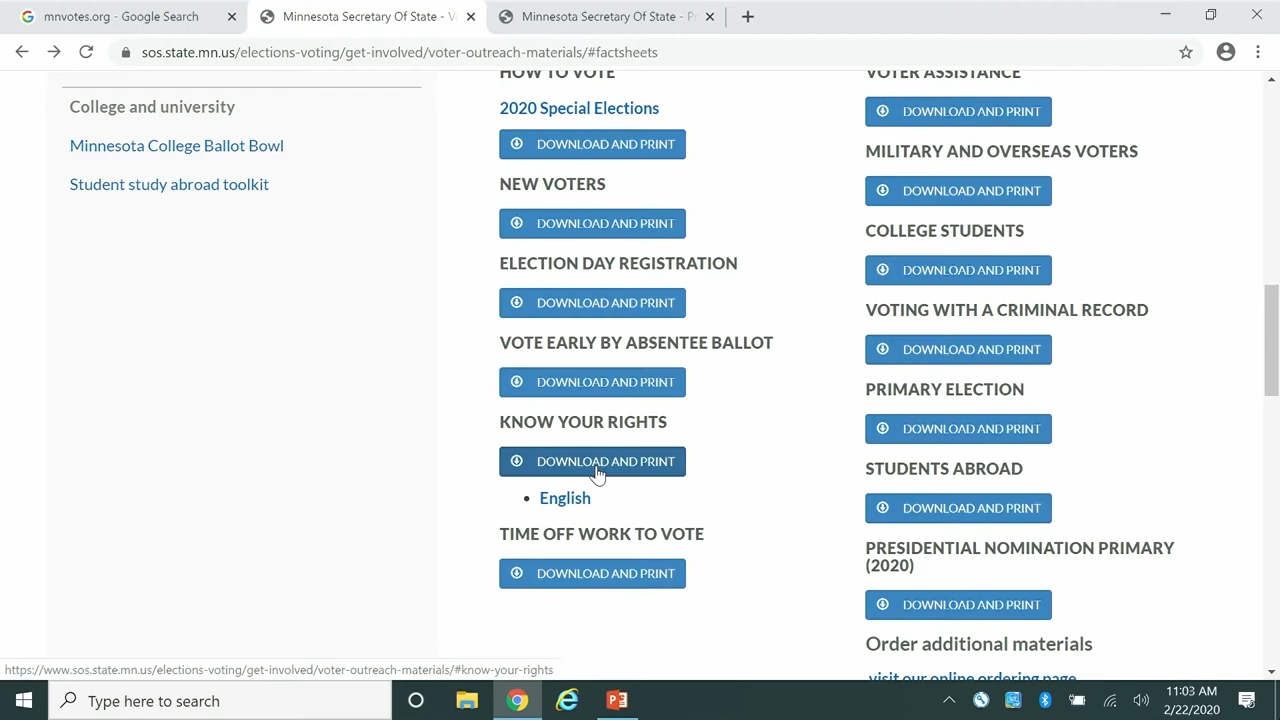 mnvotes.org - Google Search
Minnesota Secretary Of State - V
Minnesota Secretary Of State - P
sos.state.mn.us/elections-voting/get-involved/voter-outreach-materials/#factsheets
College and university
Minnesota College Ballot Bowl
Student study abroad toolkit
HOW TO VOTE
2020 Special Elections
DOWNLOAD AND PRINT
NEW VOTERS
DOWNLOAD AND PRINT
ELECTION DAY REGISTRATION
DOWNLOAD AND PRINT
VOTE EARLY BY ABSENTEE BALLOT
DOWNLOAD AND PRINT
KNOW YOUR RIGHTS
DOWNLOAD AND PRINT
• English
TIME OFF WORK TO VOTE
DOWNLOAD AND PRINT
VOTER ASSISTANCE
DOWNLOAD AND PRINT
MILITARY AND OVERSEAS VOTERS
DOWNLOAD AND PRINT
COLLEGE STUDENTS
DOWNLOAD AND PRINT
VOTING WITH A CRIMINAL RECORD
DOWNLOAD AND PRINT
PRIMARY ELECTION
DOWNLOAD AND PRINT
STUDENTS ABROAD
DOWNLOAD AND PRINT
PRESIDENTIAL NOMINATION PRIMARY
(2020)
DOWNLOAD AND PRINT
Order additional materials
visit our online ordering page
https://www.sos.state.mn.us/elections-voting/get-involved/voter-outreach-materials/#know-your-rights
Type here to search
11:03 AM
2/22/2020